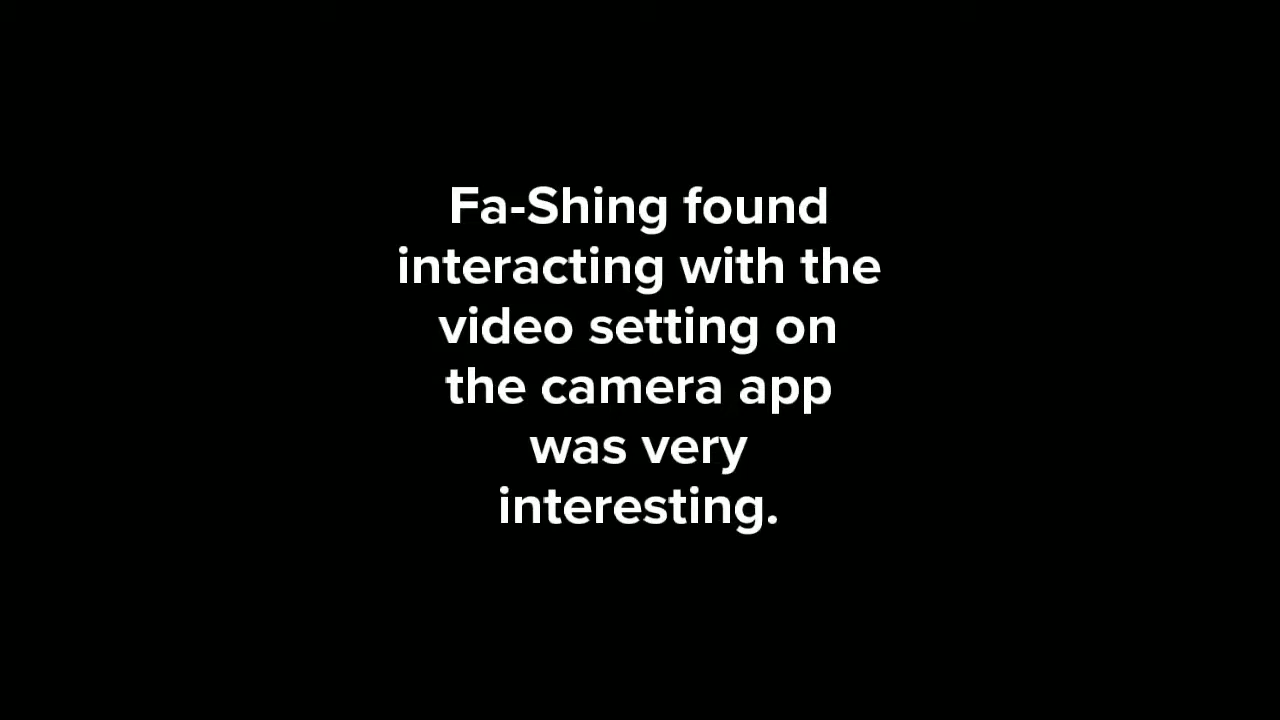 Fa-Shing found
interacting with the
video setting on
the camera app
was very
interesting.